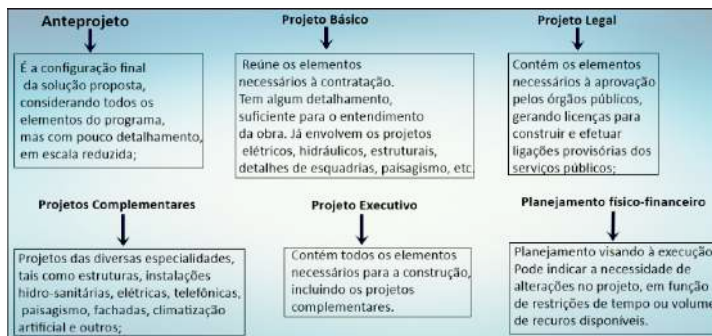 Anteprojeto
É a configuração final
da solução proposta,
considerando todos os
elementos do programa,
mas com pouco detalhamento,
em escala reduzida;
Projeto Básico
Reúne os elementos
necessários à contratação.
Tem algum detalhamento,
suficiente para o entendimento
da obra. Já envolvem os projetos
elétricos, hidráulicos, estruturais,
detalhes de esquadrias, paisagismo, etc.
Projeto Legal
Contém os elementos
necessários à aprovação
pelos órgãos públicos,
gerando licenças para
construir e efetuar
ligações provisórias dos
serviços públicos;
Projetos Complementares
Projetos das diversas especialidades,
tais como estruturas, instalações
hidro-sanitárias, elétricas, telefônicas,
paisagismo, fachadas, climatização
artificial e outros;
Projeto Executivo
Contém todos os elementos
necessários para a construção,
incluindo os projetos
complementares.
Planejamento físico-financeiro
Planejamento visando à execução.
Pode indicar a necessidade de
alterações no projeto, em função
de restrições de tempo ou volume
de recuros disponíveis.